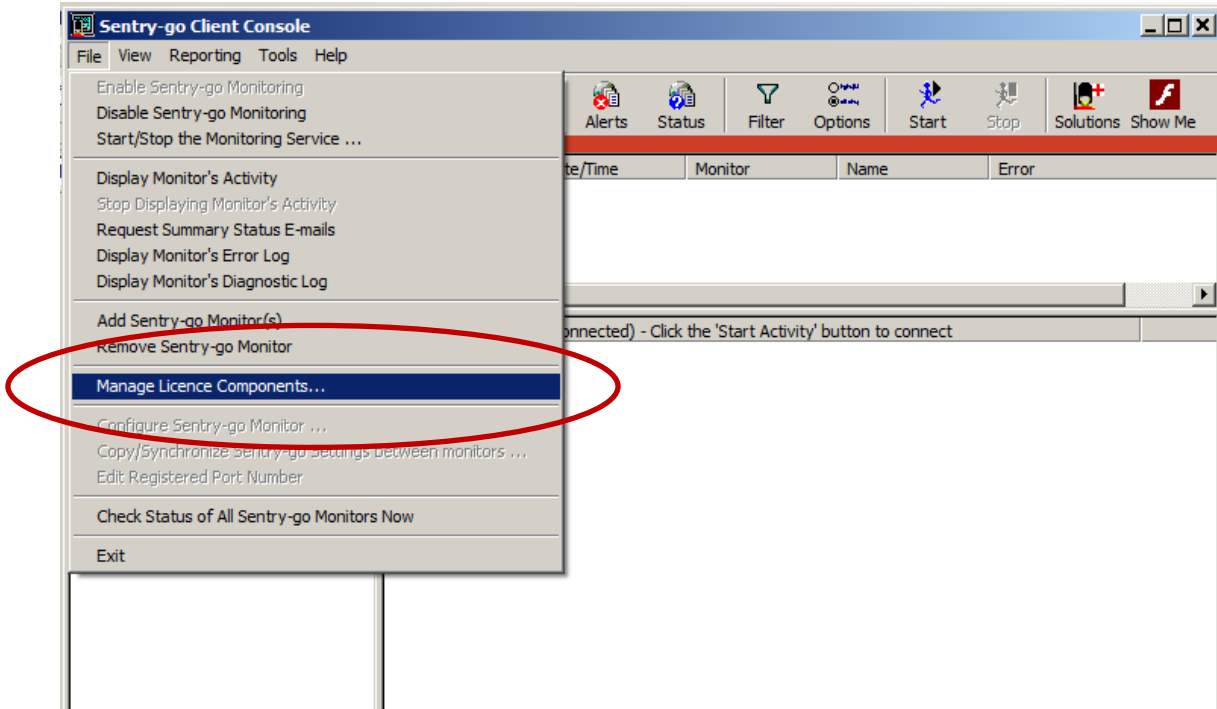 Sentry-go Client Console
File View Reporting Tools Help
Enable Sentry-go Monitoring
Disable Sentry-go Monitoring
Start/Stop the Monitoring Service ...
Display Monitor's Activity
Stop Displaying Monitor's Activity
Request Summary Status E-mails
Display Monitor's Error Log
Display Monitor's Diagnostic Log
Add Sentry-go Monitor(s)
Remove Sentry-go Monitor
Manage Licence Components...
Configure Sentry-go Monitor ...
Copy/Synchronize Sentry-go Settings between monitors ...
Edit Registered Port Number
Check Status of All Sentry-go Monitors Now
Exit
Alerts Status Filter Options Start Stop Solutions Show Me
te/Time Monitor Name Error
onnected) - Click the 'Start Activity' button to connect